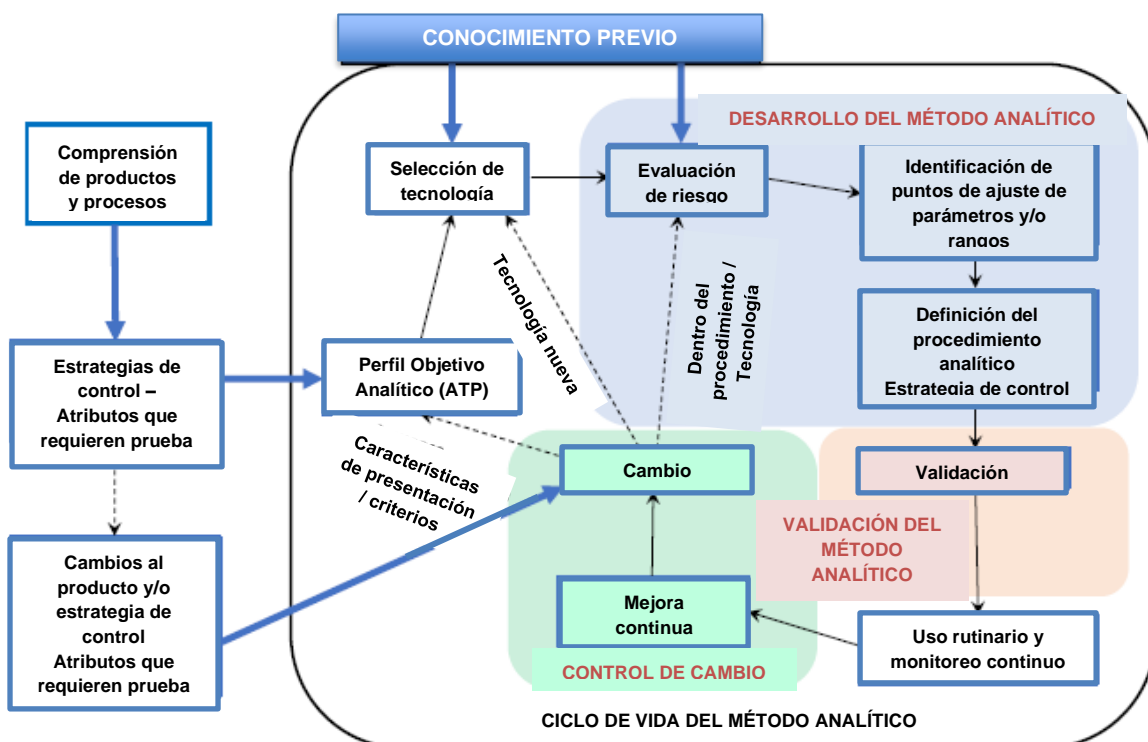 CONOCIMIENTO PREVIO
DESARROLLO DEL MÉTODO ANALÍTICO
Comprensión
de productos
y procesos
Selección de
tecnología
Evaluación
de riesgo
Identificación de
puntos de ajuste de
parámetros y/o
rangos
Tecnología nueva
Dentro del
procedimiento /
Tecnología
Definición del
procedimiento
analítico
Estrategia de control
Estrategias de
control –
Atributos que
requieren prueba
Perfil Objetivo
Analítico (ATP)
Características
de presentación
/ criterios
Cambio
Validación
VALIDACIÓN DEL
MÉTODO
ANALÍTICO
Cambios al
producto y/o
estrategia de
control
Atributos que
requieren prueba
Mejora
continua
Uso rutinario y
monitoreo continuo
CONTROL DE CAMBIO
CICLO DE VIDA DEL MÉTODO ANALÍTICO